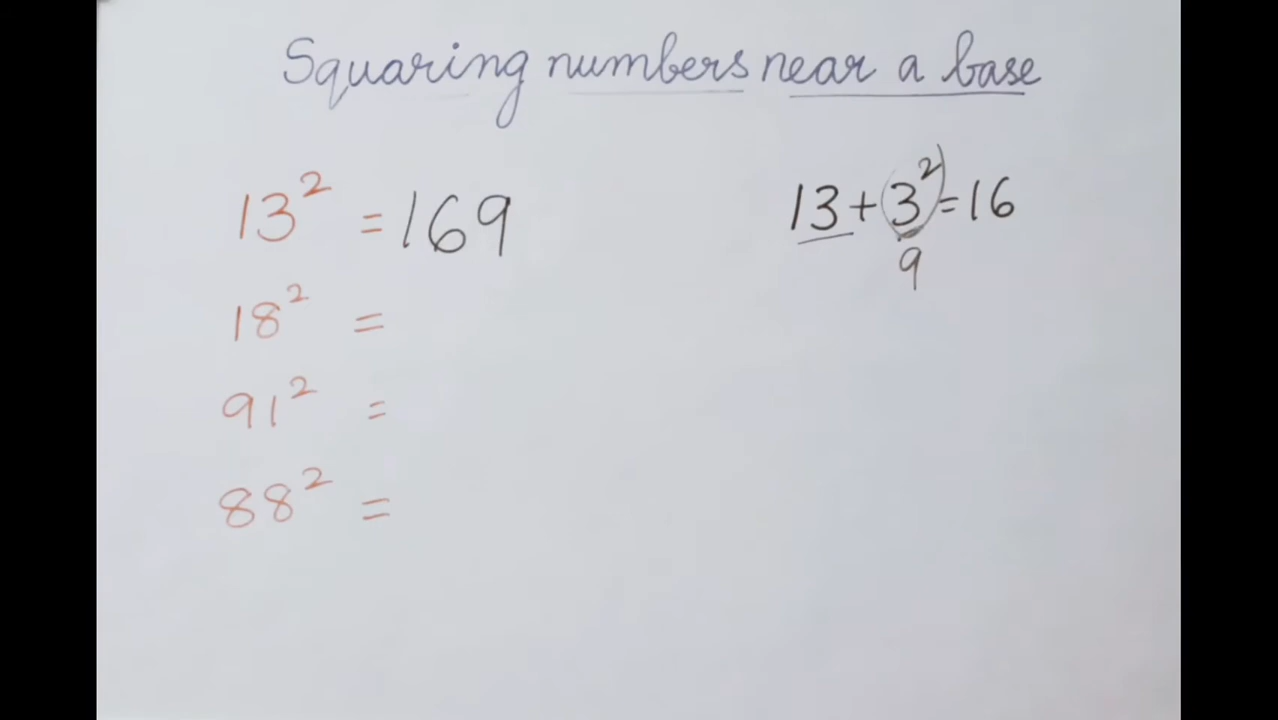 Squaring numbers near a base
13² = 169
13 + (3²) = 16
9
18² =
91² =
88² =